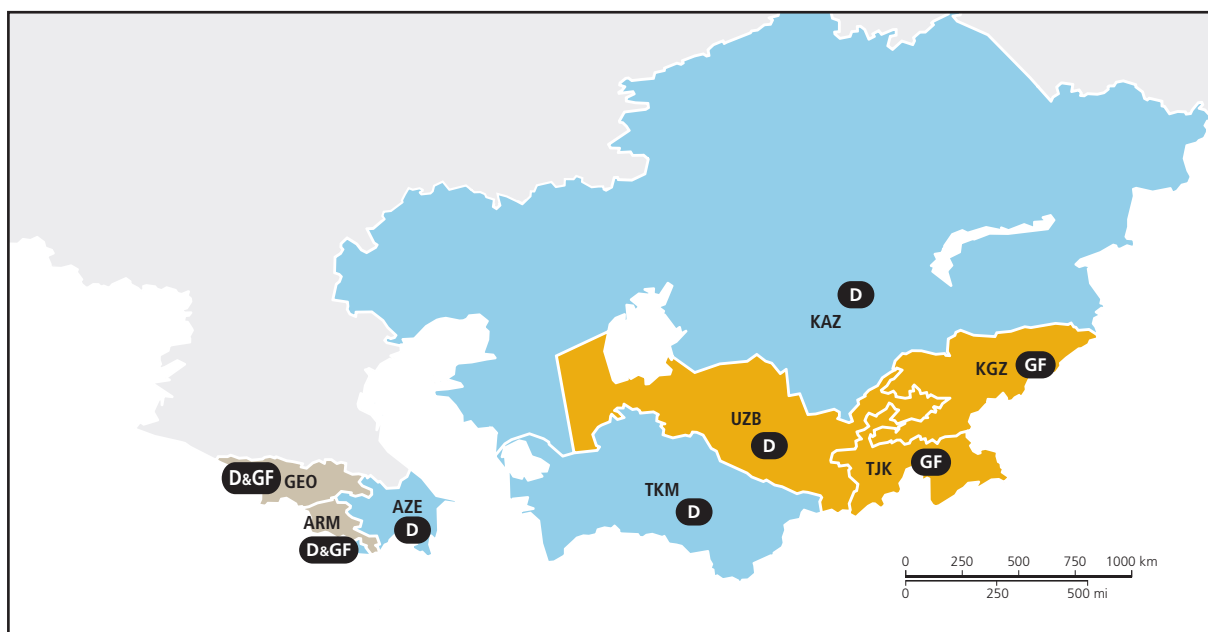 D
KAZ
KGZ GF
UZB
D
TJK GF
D&GF GEO
TKM
D
AZE
D
ARM
D&GF
0 250 500 750 1000 km
0 250 500 mi